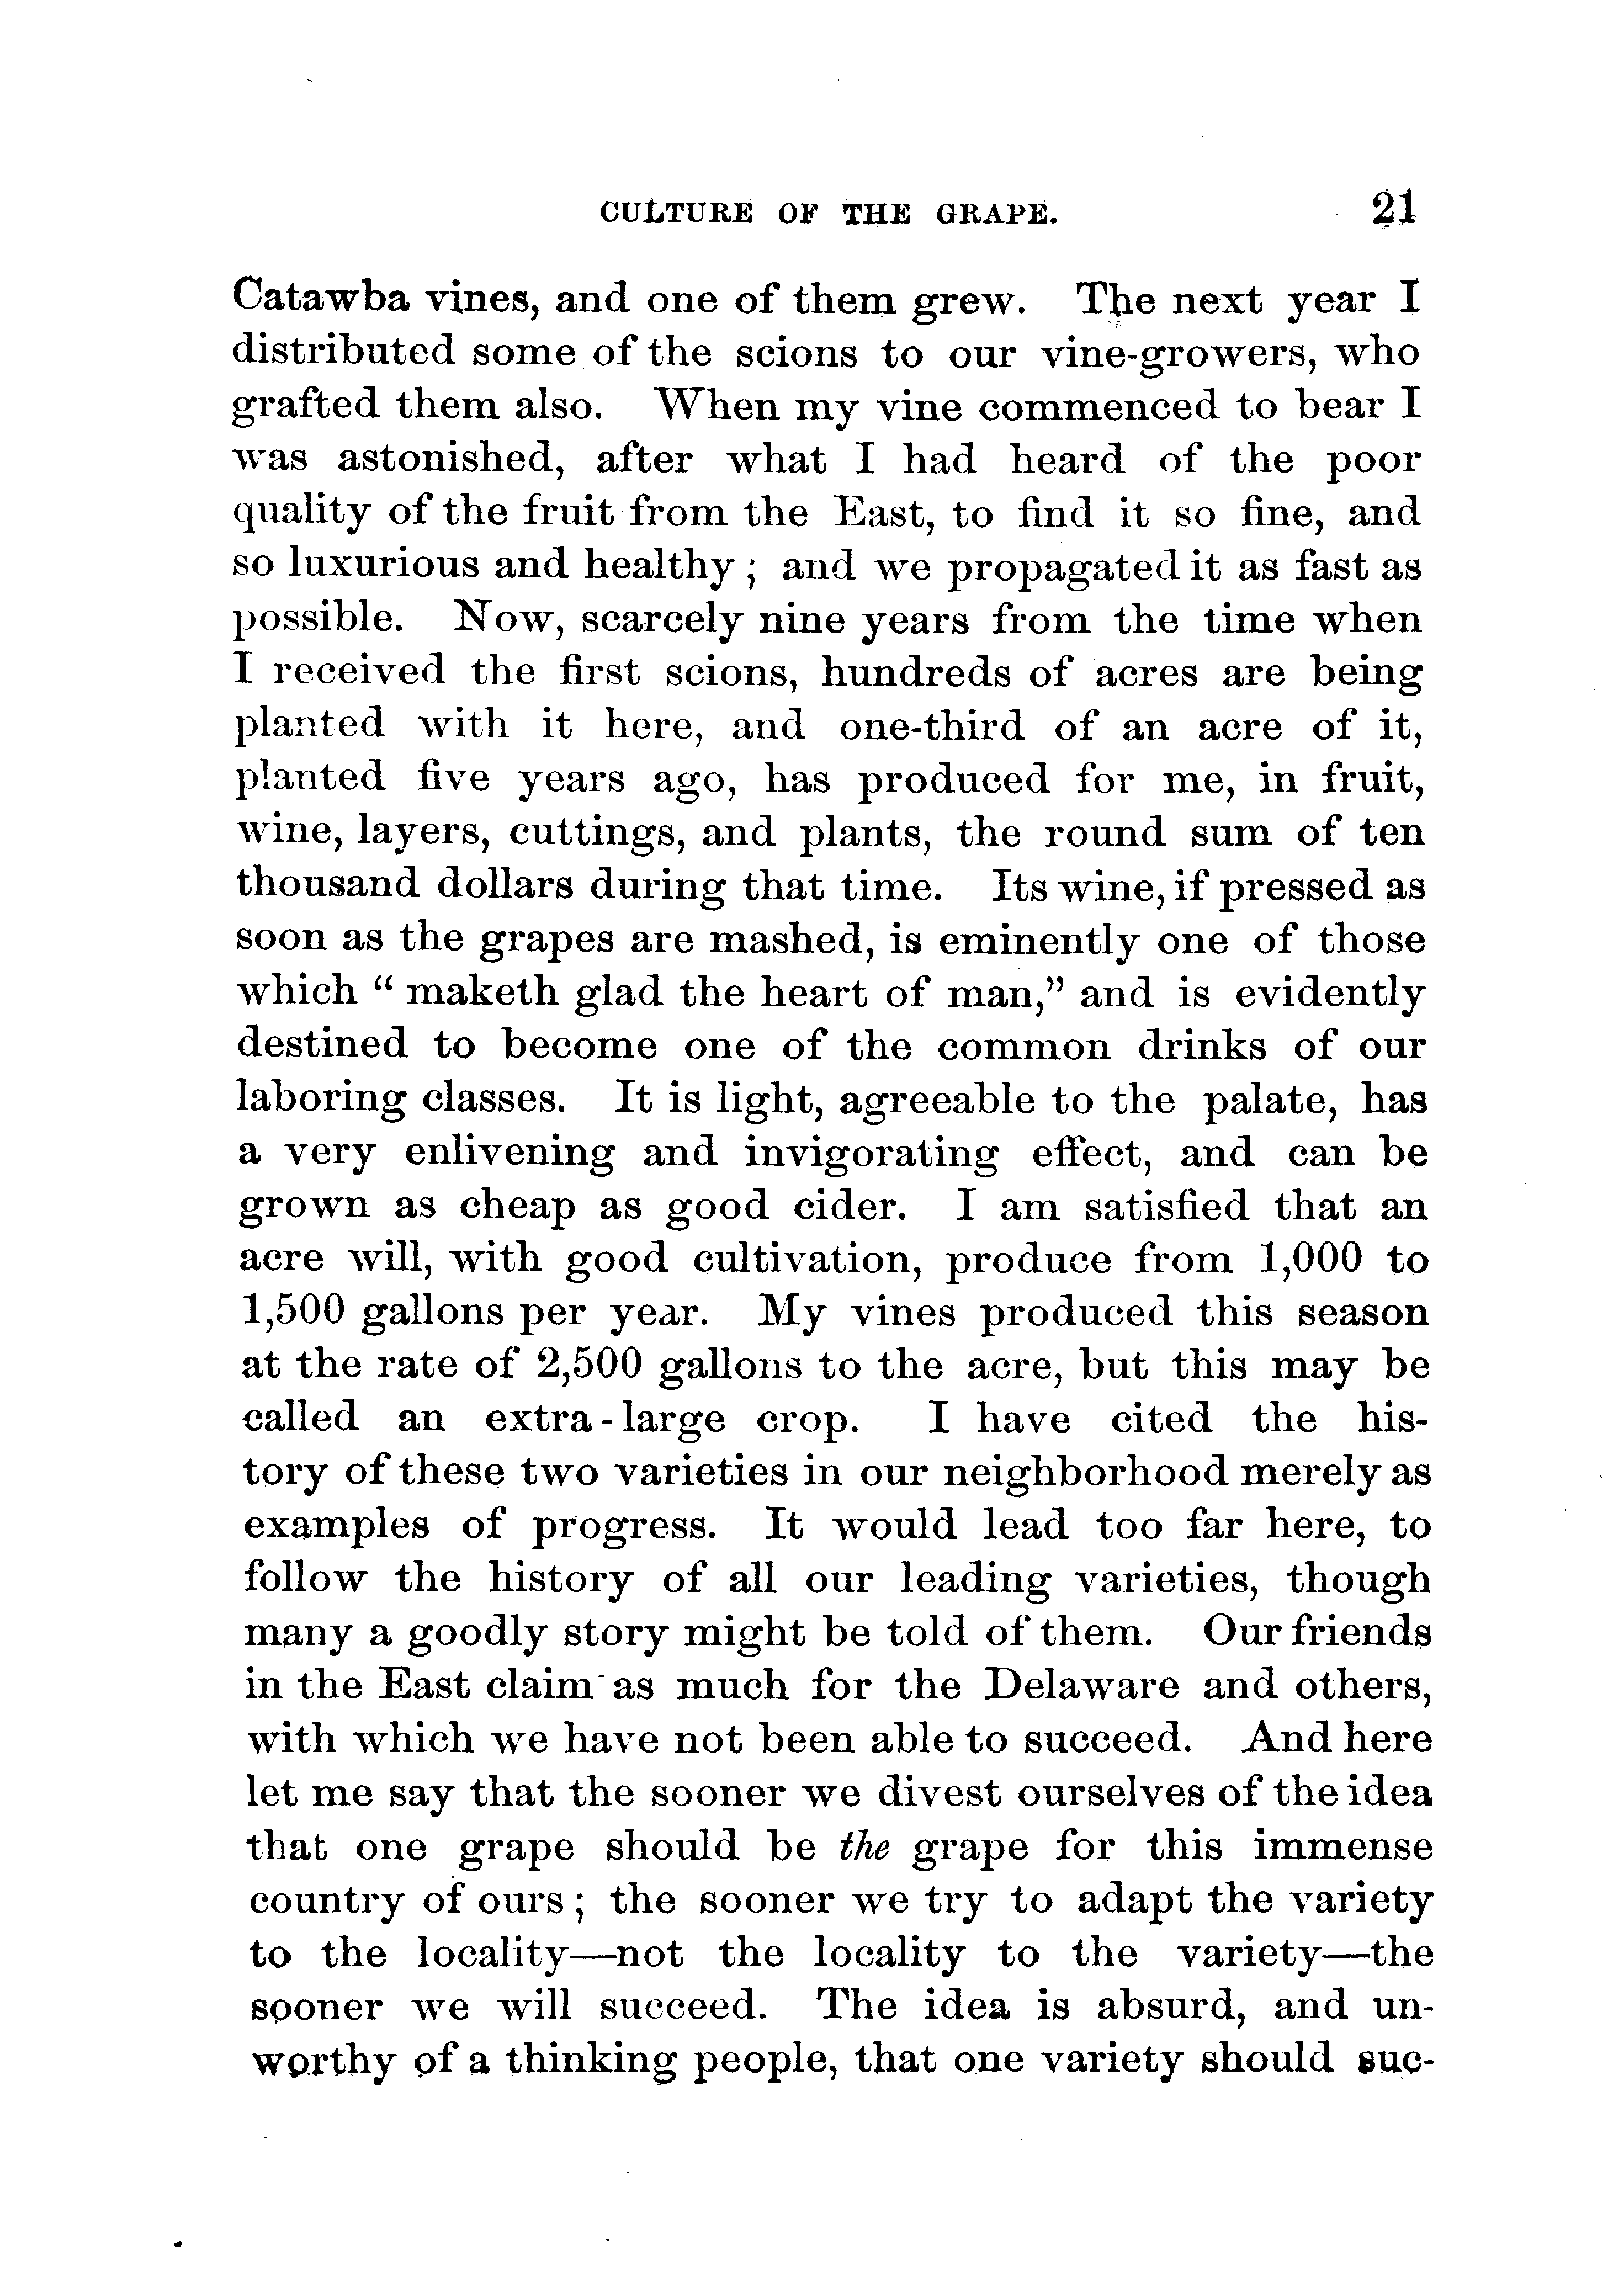 CULTURE OF THE GRAPE. 21
Catawba vines, and one of them grew. The next year I
distributed some of the scions to our vine-growers, who
grafted them also. When my vine commenced to bear I
was astonished, after what I had heard of the poor
quality of the fruit from the East, to find it so fine, and
so luxurious and healthy; and we propagated it as fast as
possible. Now, scarcely nine years from the time when
I received the first scions, hundreds of acres are being
planted with it here, and one-third of an acre of it,
planted five years ago, has produced for me, in fruit,
wine, layers, cuttings, and plants, the round sum of ten
thousand dollars during that time. Its wine, if pressed as
soon as the grapes are mashed, is eminently one of those
which “ maketh glad the heart of man,” and is evidently
destined to become one of the common drinks of our
laboring classes. It is light, agreeable to the palate, has
a very enlivening and invigorating effect, and can be
grown as cheap as good cider. I am satisfied that an
acre will, with good cultivation, produce from 1,000 to
1,500 gallons per year. My vines produced this season
at the rate of 2,500 gallons to the acre, but this may be
called an extra-large crop. I have cited the his-
tory of these two varieties in our neighborhood merely as
examples of progress. It would lead too far here, to
follow the history of all our leading varieties, though
many a goodly story might be told of them. Our friends
in the East claim as much for the Delaware and others,
with which we have not been able to succeed. And here
let me say that the sooner we divest ourselves of the idea
that one grape should be the grape for this immense
country of ours; the sooner we try to adapt the variety
to the locality—not the locality to the variety—the
sooner we will succeed. The idea is absurd, and un-
worthy of a thinking people, that one variety should suc-